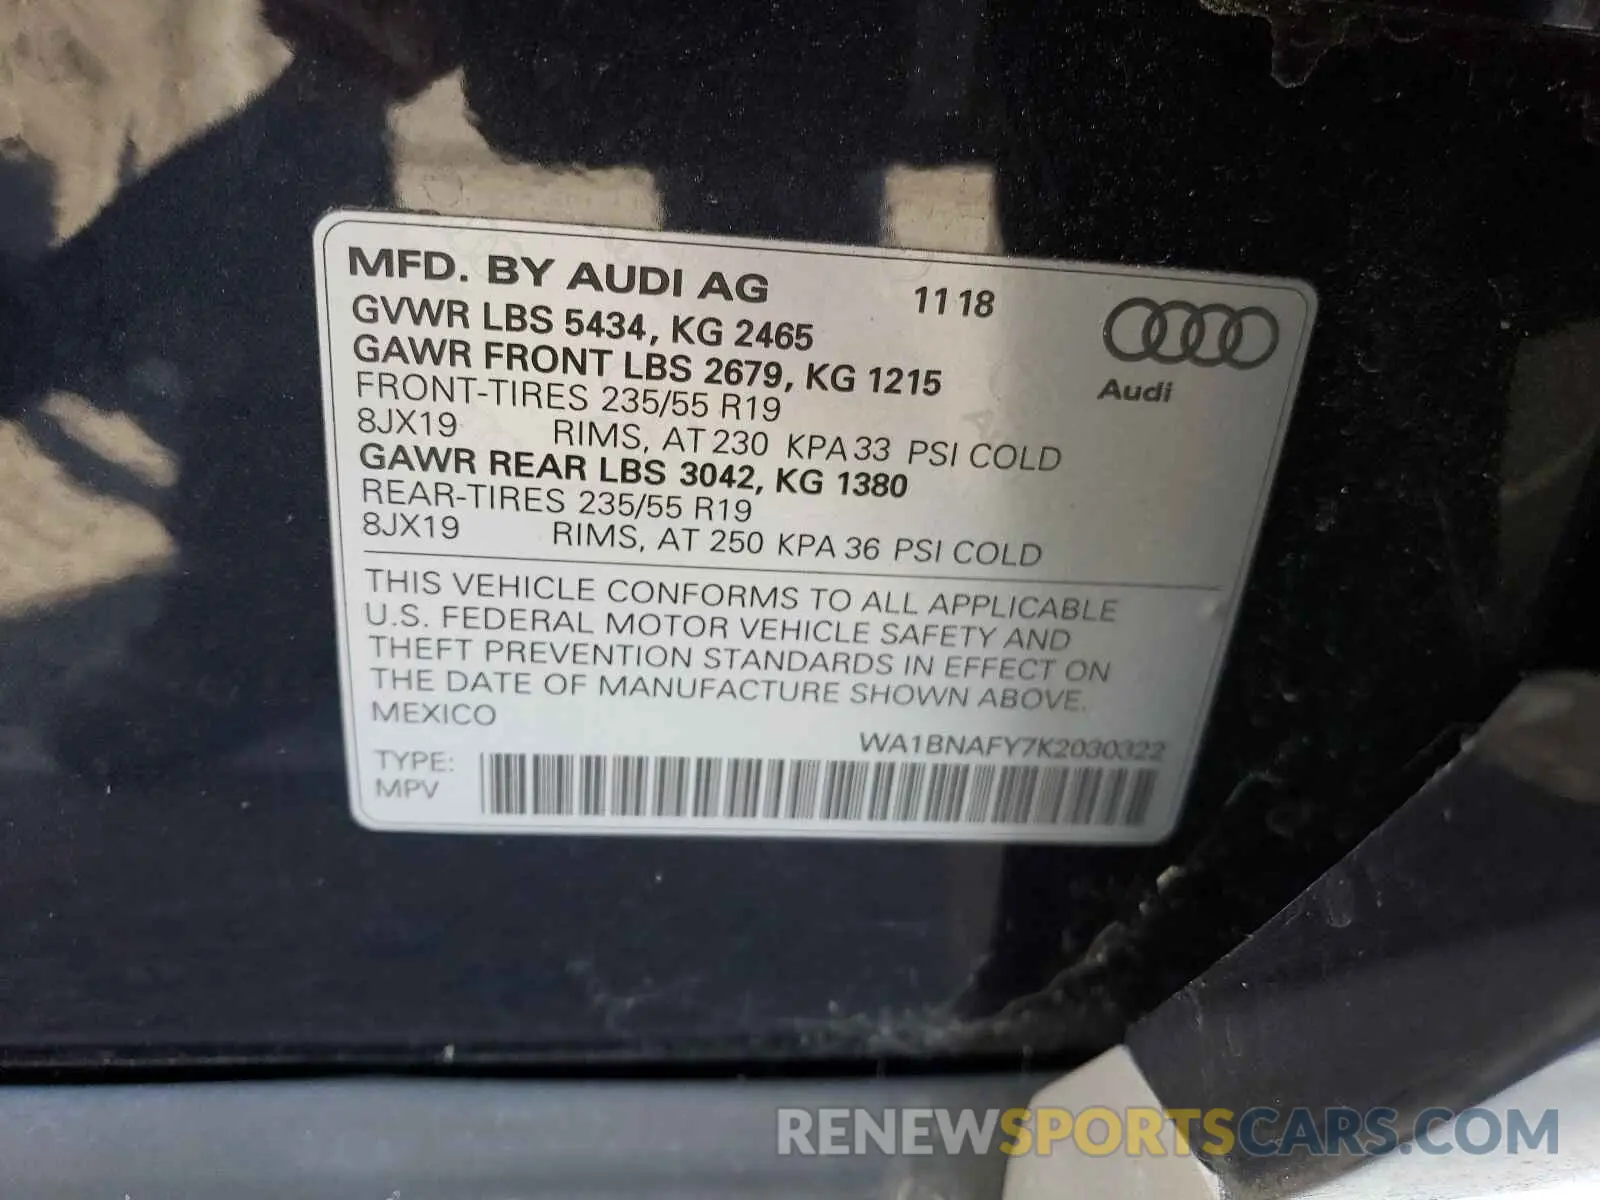 MFD. BY AUDI AG 11 18
GVWR LBS 5434, KG 2465
GAWR FRONT LBS 2679, KG 1215
Audi
FRONT-TIRES 235/55 R19
8JX19 RIMS, AT 230 KPA 33 PSI COLD
GAWR REAR LBS 3042, KG 1380
REAR-TIRES 235/55 R19
8JX19 RIMS, AT 250 KPA 36 PSI COLD
THIS VEHICLE CONFORMS TO ALL APPLICABLE
U.S. FEDERAL MOTOR VEHICLE SAFETY AND
THEFT PREVENTION STANDARDS IN EFFECT ON
THE DATE OF MANUFACTURE SHOWN ABOVE.
MEXICO
WA1BNAFY7K2030322
TYPE:
MPV
RENEWSPORTSCARS.COM